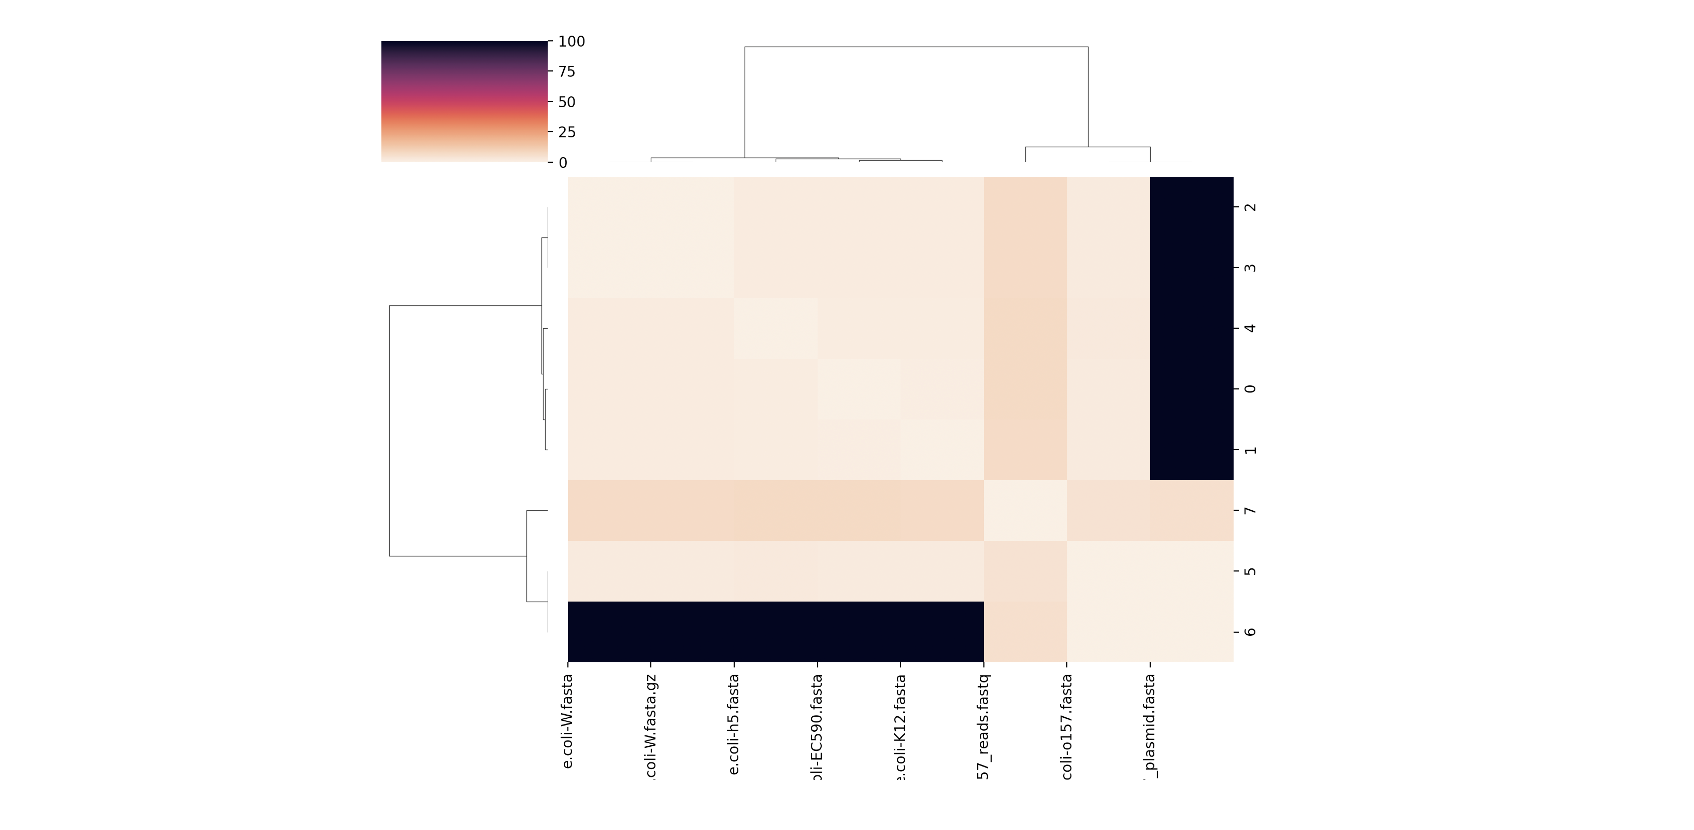 100
75
50
25
0
2
3
4
0
1
7
5
6
e.coli-W.fasta
.coli-W.fasta.gz
e.coli-h5.fasta
oli-EC590.fasta
e.coli-K12.fasta
57_reads.fastq
coli-o157.fasta
_plasmid.fasta